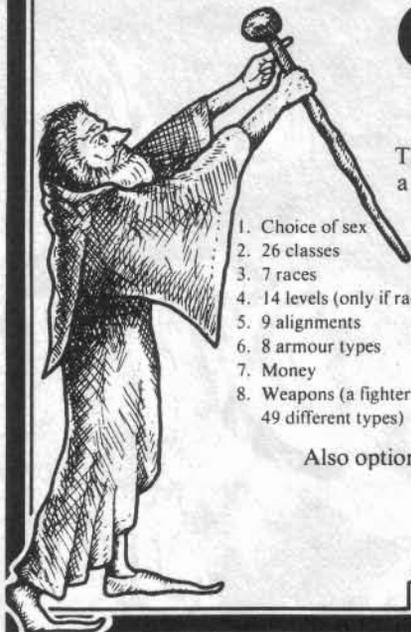 T
a
1. Choice of sex
2. 26 classes
3. 7 races
4. 14 levels (only if ra
5. 9 alignments
6. 8 armour types
7. Money
8. Weapons (a fighter
49 different types)
Also option